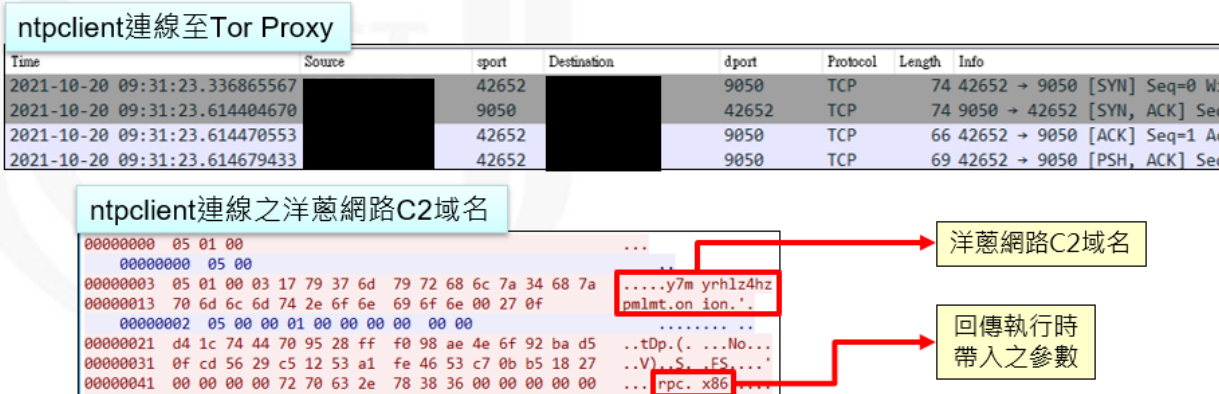 ntpclient連線至Tor Proxy
Time Source sport Destination dport Protocol Length Info
2021-10-20 09:31:23.336865567 42652 9050 TCP 74 42652 → 9050 [SYN] Seq=0 Wi
2021-10-20 09:31:23.614404670 9050 42652 TCP 74 9050 → 42652 [SYN, ACK] Sec
2021-10-20 09:31:23.614470553 42652 9050 TCP 66 42652 → 9050 [ACK] Seq=1 Ac
2021-10-20 09:31:23.614679433 42652 9050 TCP 69 42652 → 9050 [PSH, ACK] Sec
ntpclient連線之洋蔥網路C2域名
00000000 05 01 00 ...
00000000 05 00 ..
00000003 05 01 00 03 17 79 37 6d 79 72 68 6c 7a 34 68 7a .....y7m yrhlz4hz
00000013 70 6d 6c 6d 74 2e 6f 6e 69 6f 6e 00 27 0f pmlmt.on ion.'.
00000002 05 00 00 01 00 00 00 00 00 00 ........ ..
00000021 d4 1c 74 44 70 95 28 ff f0 98 ae 4e 6f 92 ba d5 ..tDp.(. ...No...
00000031 0f cd 56 29 c5 12 53 a1 fe 46 53 c7 0b b5 18 27 ..V)..S. .FS....'
00000041 00 00 00 00 72 70 63 2e 78 38 36 00 00 00 00 00 ....rpc. x86.....
洋蔥網路C2域名
回傳執行時
帶入之參數